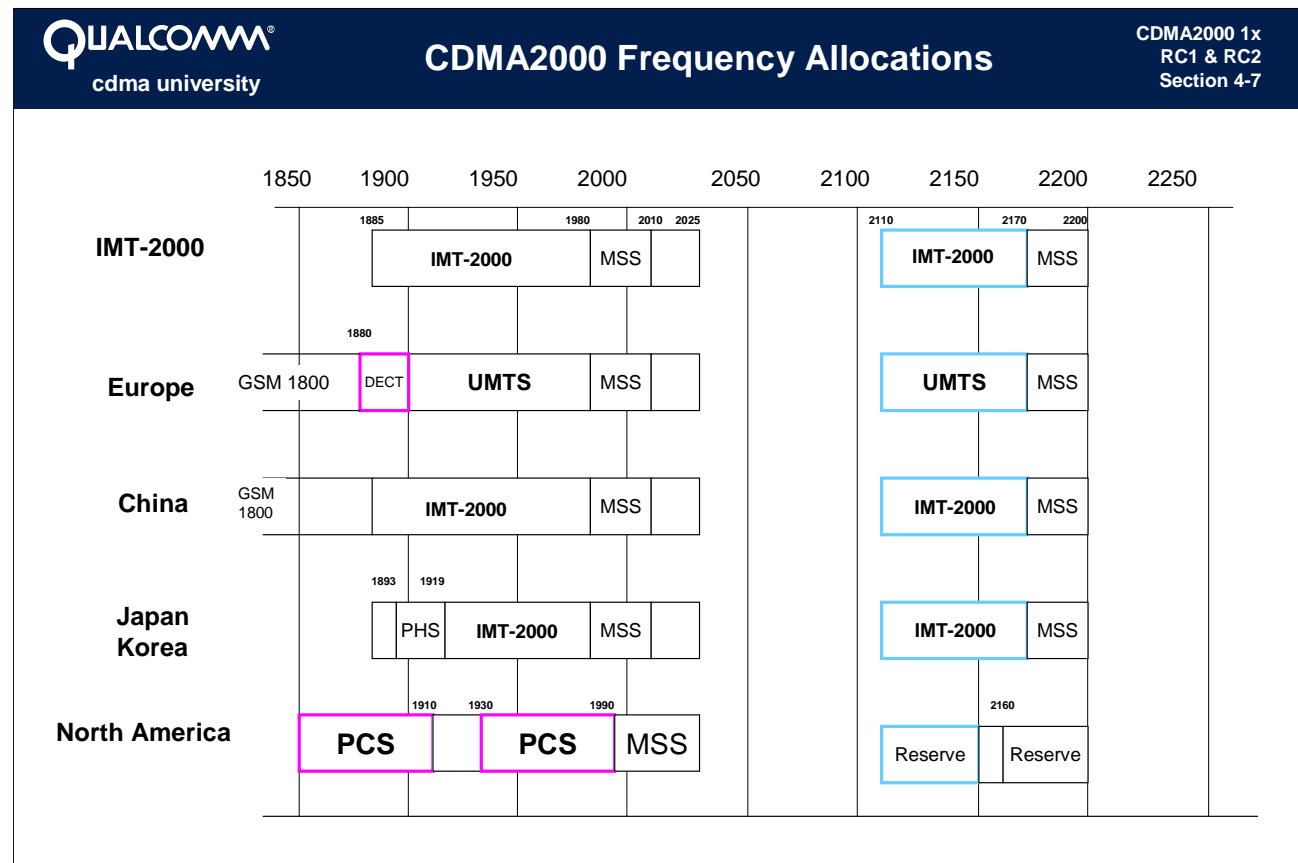 QUALCOMM®
cdma university
CDMA2000 Frequency Allocations
CDMA2000 1x
RC1 & RC2
Section 4-7
1850 1900 1950 2000 2050 2100 2150 2200 2250
1885 1980 2010 2025 2110 2170 2200
IMT-2000 IMT-2000 MSS IMT-2000 MSS
1880
Europe GSM 1800 DECT UMTS MSS UMTS MSS
China GSM 1800 IMT-2000 MSS IMT-2000 MSS
1893 1919
Japan
Korea
PHS IMT-2000 MSS IMT-2000 MSS
1910 1930 1990 2160
North America PCS PCS MSS Reserve Reserve